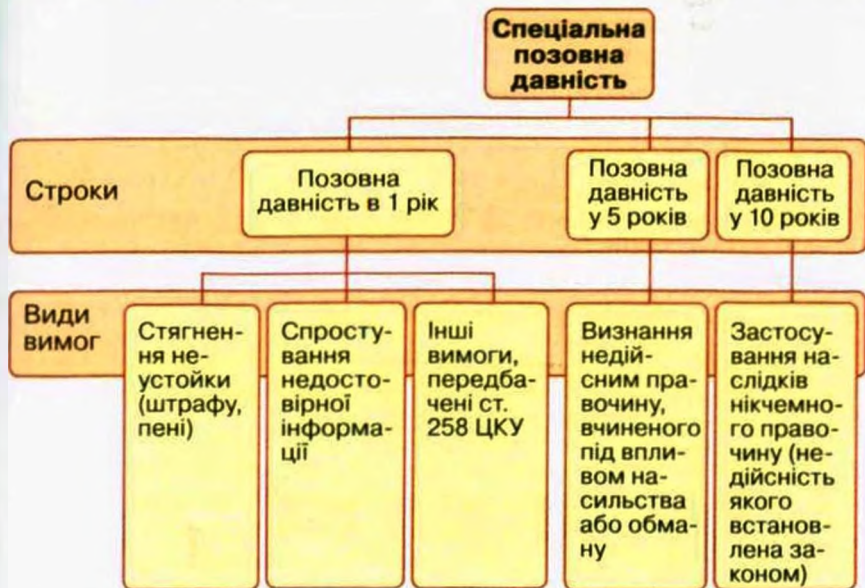 Спеціальна
позовна
давність
Строки
Позовна
давність в 1 рік
Позовна
давність
у 5 років
Позовна
давність
у 10 років
Види
вимог
Стягнен-
ня не-
устойки
(штрафу,
пені)
Спросту-
вання
недосто-
вірної
інформа-
ції
Інші
вимоги,
передба-
чені ст.
258 ЦКУ
Визнання
недій-
сним пра-
вочину,
вчиненого
під впли-
вом на-
сильства
або обма-
ну
Застосу-
вання на-
слідків
нікчемно-
го право-
чину (не-
дійсність
якого
встанов-
лена за-
коном)